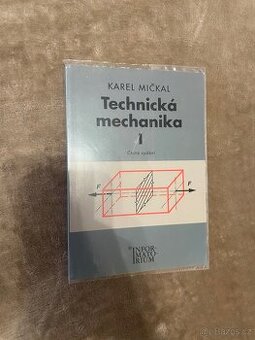 KAREL MIČKAL
Technická
mechanika
1
F
F
INFOR-
MATO-
RIUM